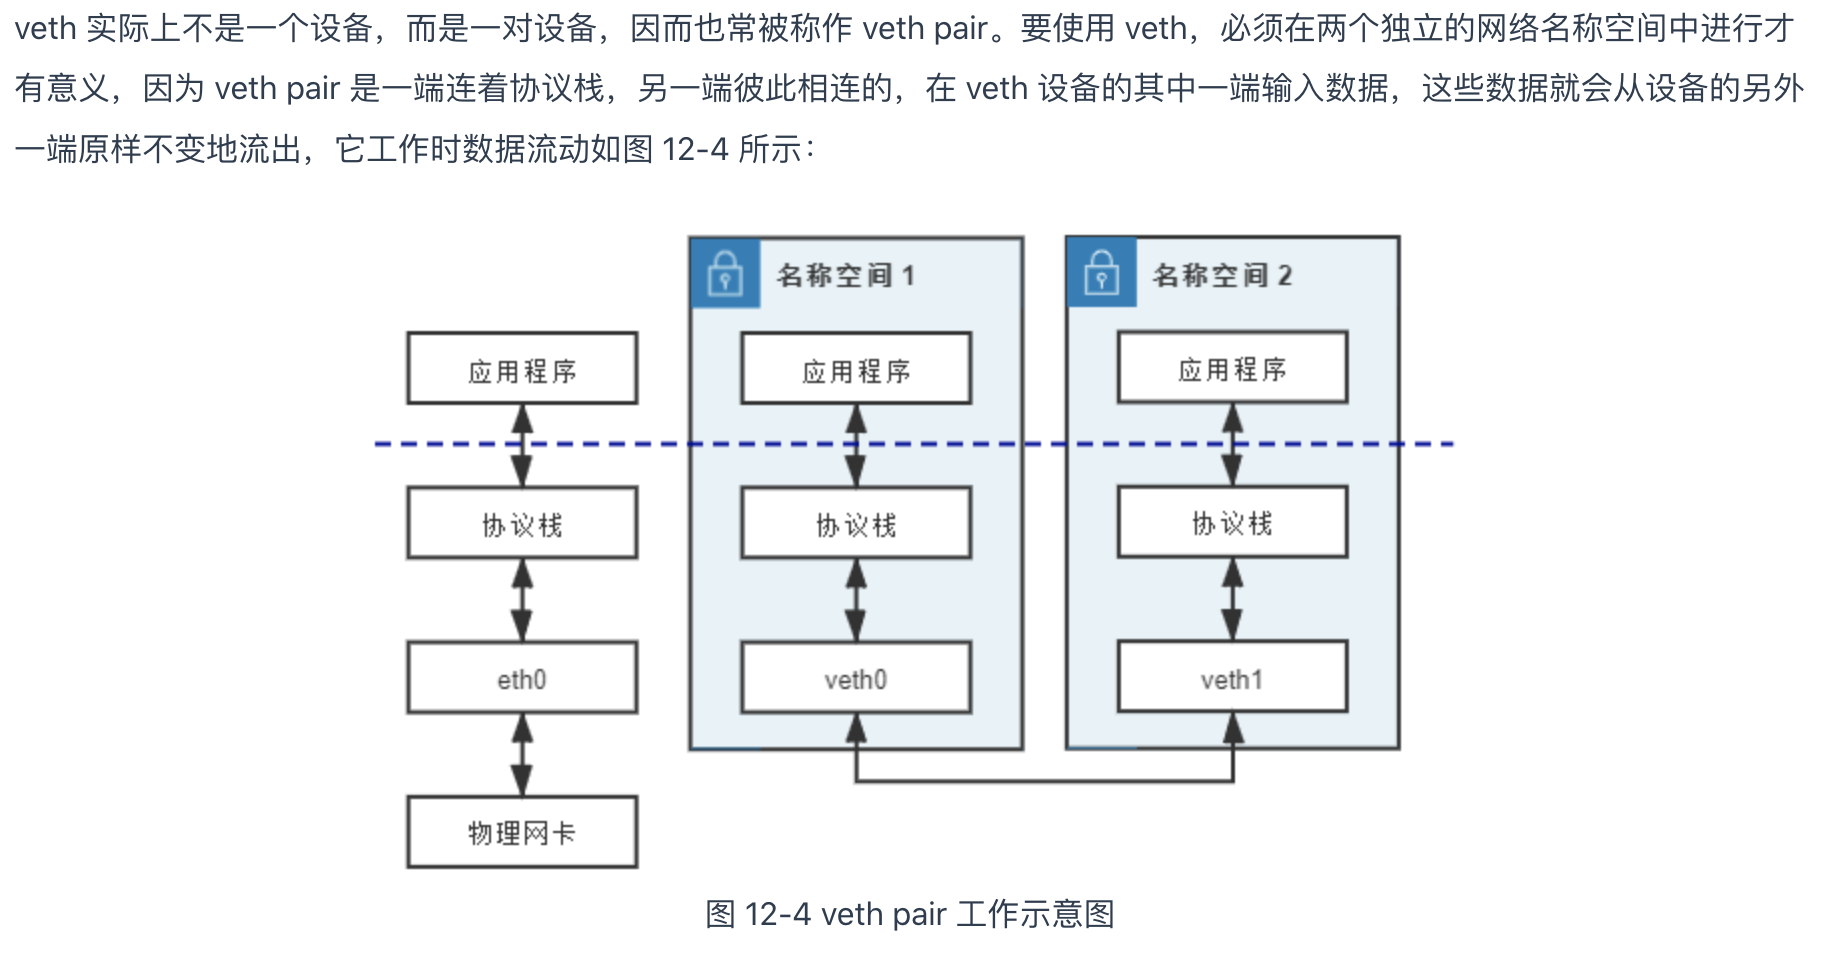 veth 实际上不是一个设备，而是一对设备，因而也常被称作 veth pair。要使用 veth，必须在两个独立的网络名称空间中进行才
有意义，因为 veth pair 是一端连着协议栈，另一端彼此相连的，在 veth 设备的其中一端输入数据，这些数据就会从设备的另外
一端原样不变地流出，它工作时数据流动如图 12-4 所示：
名称空间 1
名称空间 2
应用程序
应用程序
应用程序
协议栈
协议栈
协议栈
eth0
veth0
veth1
物理网卡
图 12-4 veth pair 工作示意图